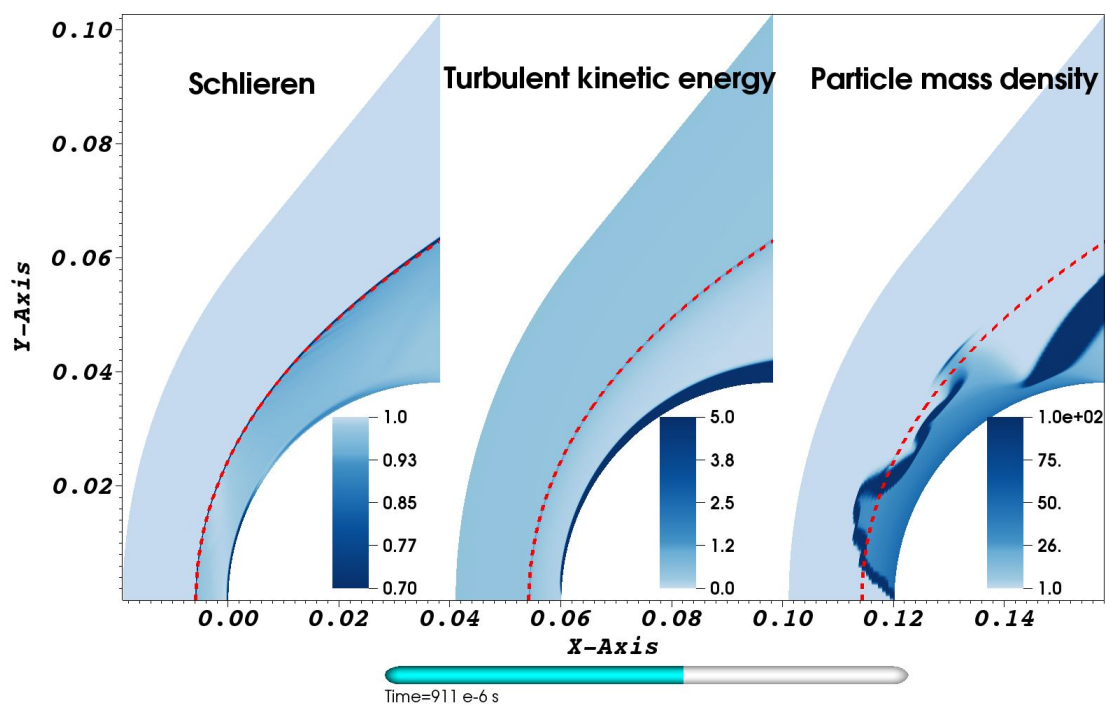 Schlieren
Turbulent kinetic energy
Particle mass density
0.10
0.08
0.06
0.04
0.02
Y-Axis
1.0
0.93
0.85
0.77
0.70
5.0
3.8
2.5
1.2
0.0
1.0e+02
75.
50.
26.
1.0
0.00 0.02 0.04 0.06 0.08 0.10 0.12 0.14
X-Axis
Time=911 e-6 s